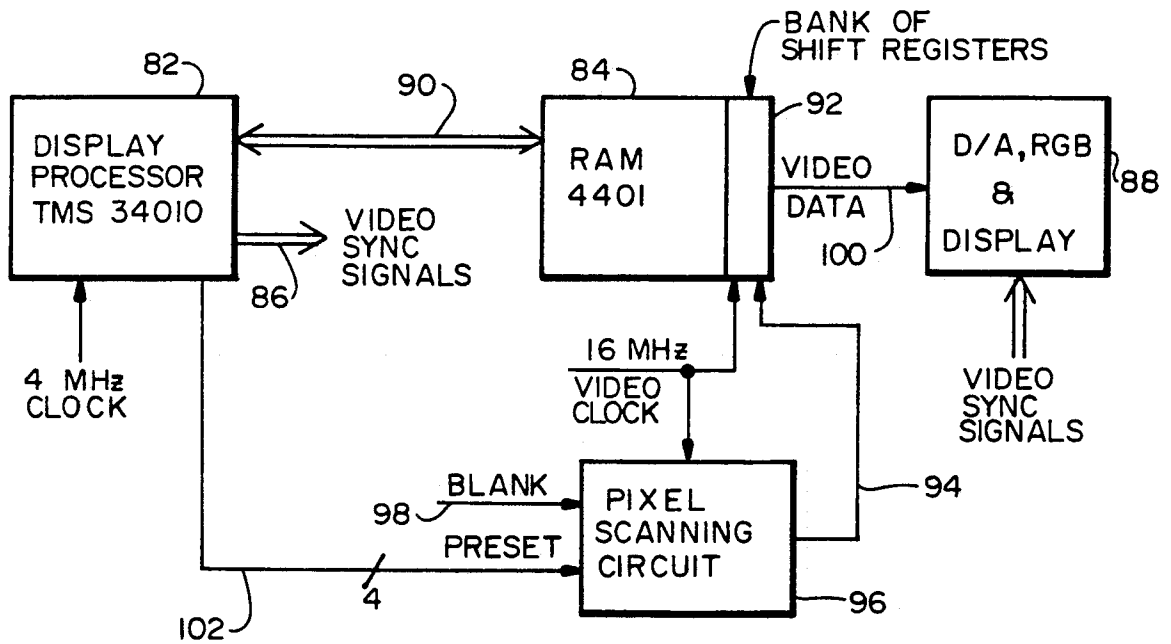 BANK OF
SHIFT REGISTERS
82
90
84
92
DISPLAY
PROCESSOR
TMS 34010
RAM
4401
VIDEO
DATA
100
D/A, RGB
&
DISPLAY
88
VIDEO
SYNC
SIGNALS
86
4 MHz
CLOCK
16 MHz
VIDEO
CLOCK
VIDEO
SYNC
SIGNALS
BLANK
98
PRESET
PIXEL
SCANNING
CIRCUIT
94
4
102
96